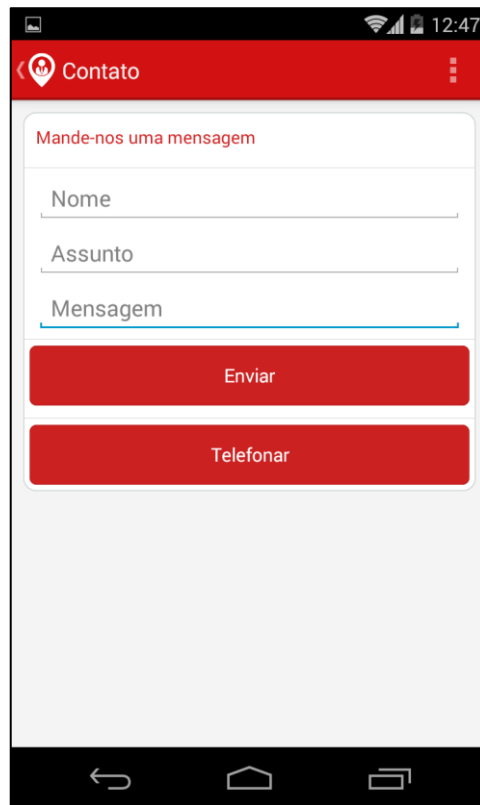 12:47
Contato
Mande-nos uma mensagem
Nome
Assunto
Mensagem
Enviar
Telefonar